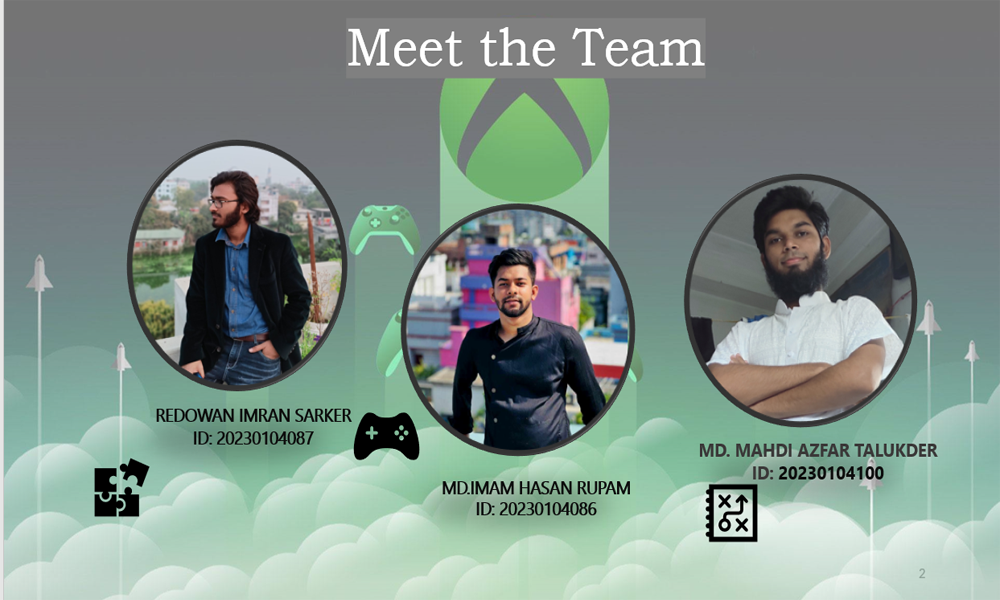 Meet the Team
REDOWAN IMRAN SARKER
ID: 20230104087
MD.IMAM HASAN RUPAM
ID: 20230104086
MD. MAHDI AZFAR TALUKDER
ID: 20230104100
2